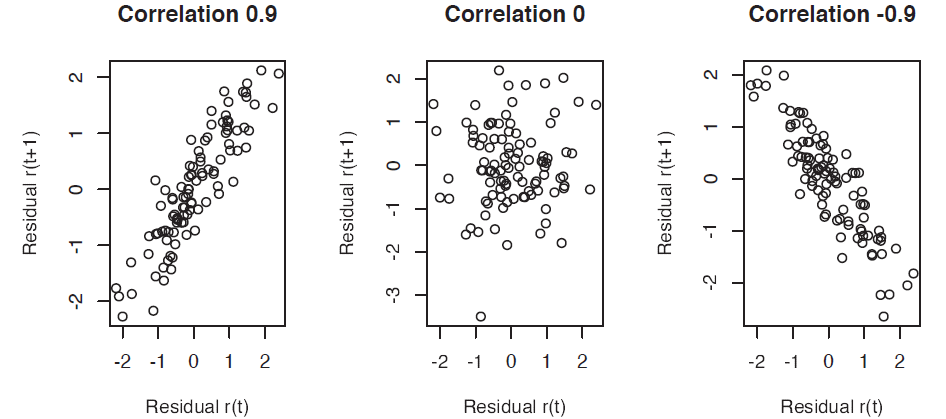 Correlation 0.9
Correlation 0
Correlation -0.9
Residual r(t+1)
2
1
0
-1
-2
-2 -1 0 1 2
Residual r(t)
Residual r(t+1)
2
1
0
-1
-2
-3
-2 -1 0 1 2
Residual r(t)
Residual r(t+1)
2
1
0
-1
-2
-2 -1 0 1 2
Residual r(t)